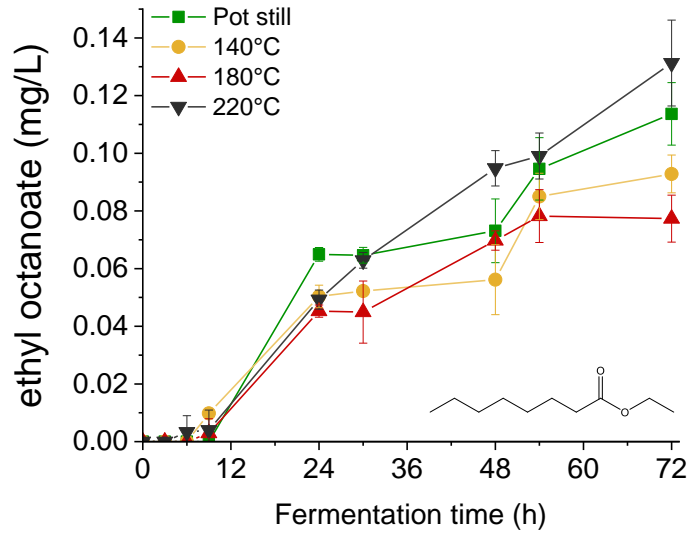 Pot still
140°C
180°C
220°C
ethyl octanoate (mg/L)
0.14
0.12
0.10
0.08
0.06
0.04
0.02
0.00
0 12 24 36 48 60 72
Fermentation time (h)
O
O